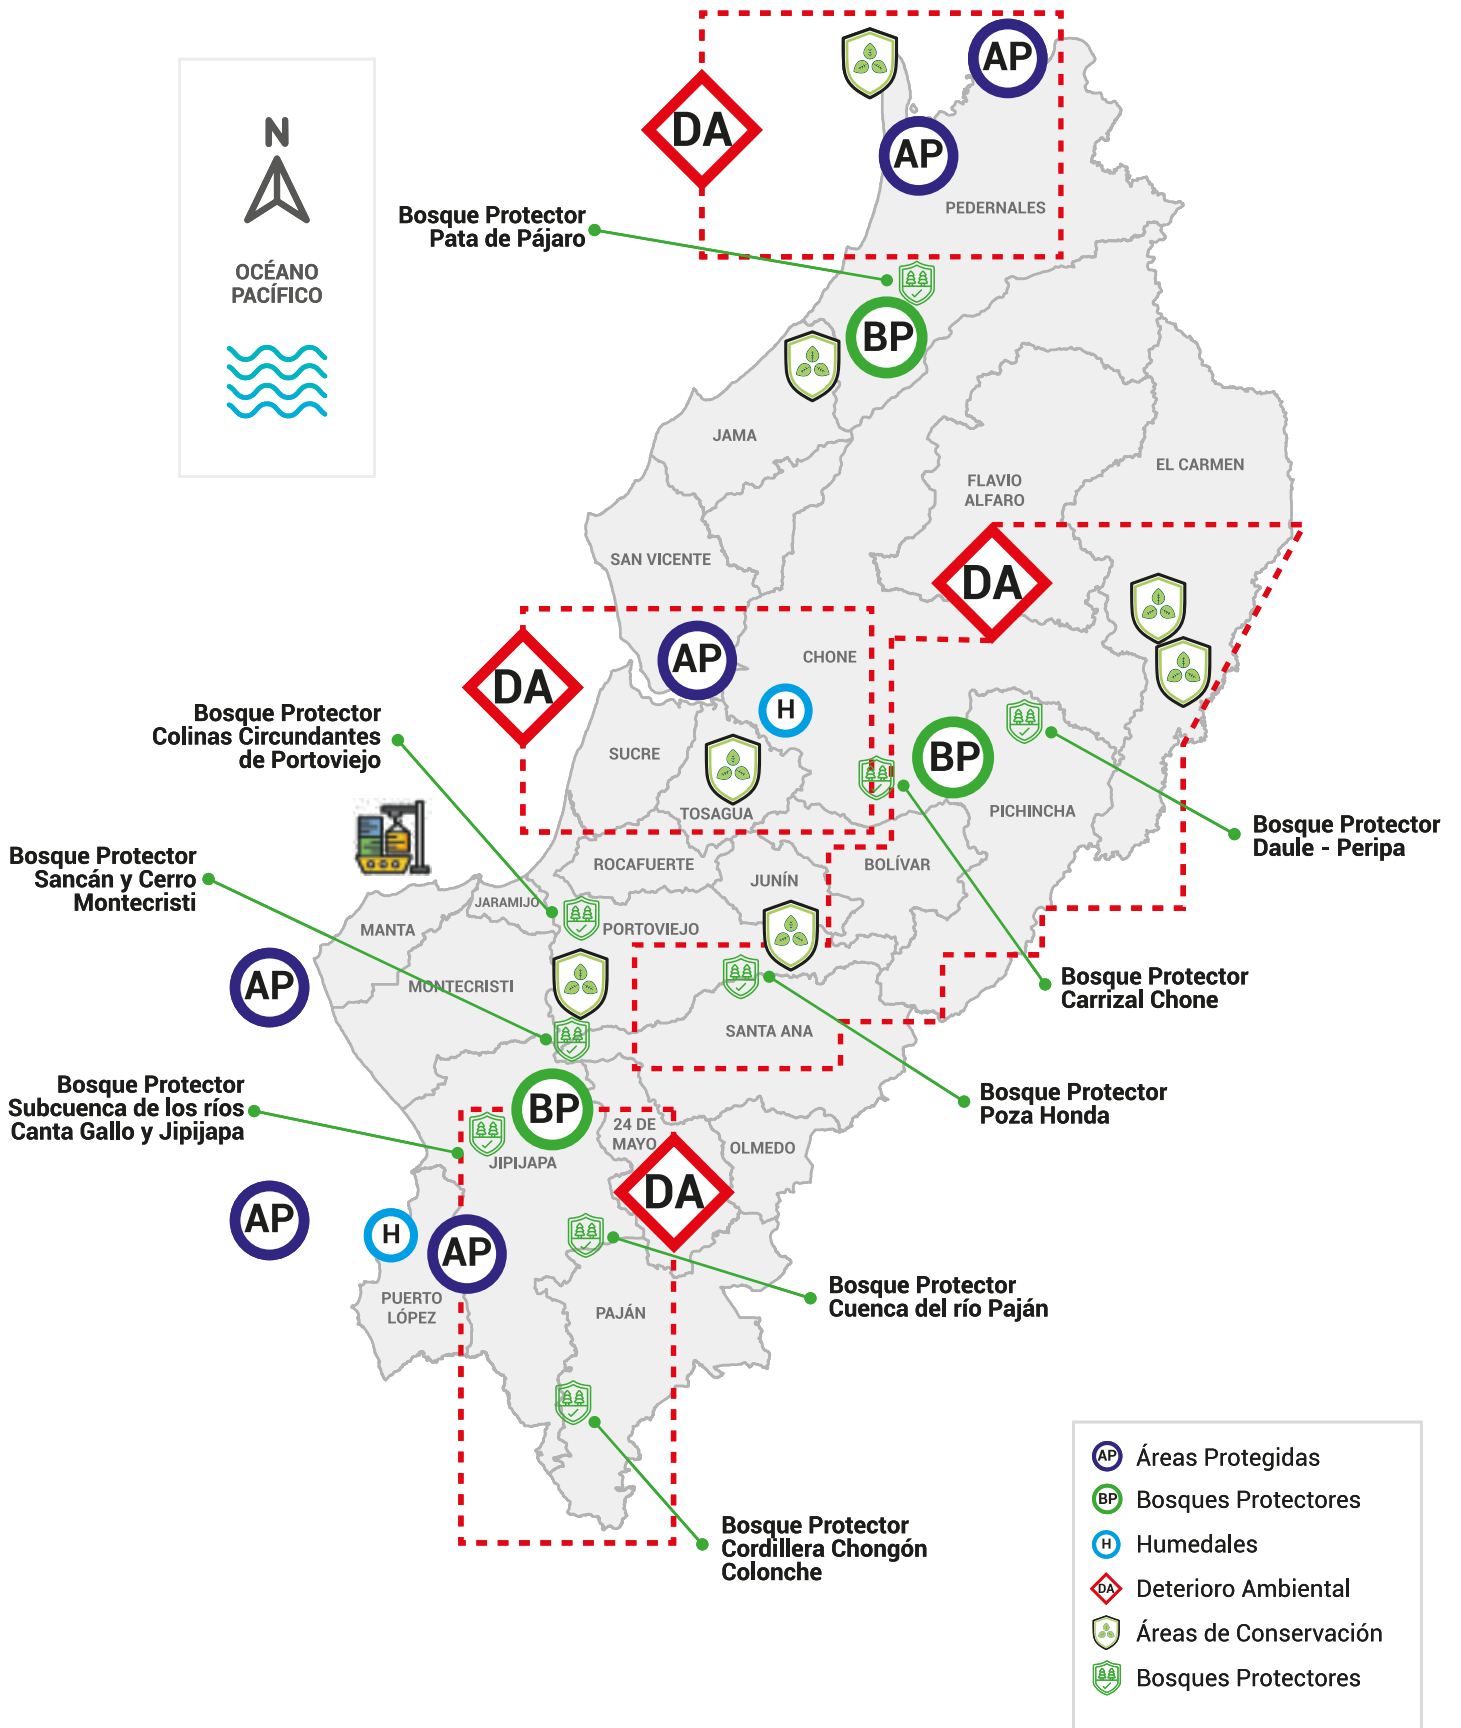 AP
DA
AP
N
PEDERNALES
Bosque Protector
Pata de Pájaro
OCÉANO
PACÍFICO
BP
JAMA
EL CARMEN
FLAVIO
ALFARO
SAN VICENTE
DA
AP
CHONE
DA
H
Bosque Protector
Colinas Circundantes
de Portoviejo
SUCRE
BP
TOSAGUA
PICHINCHA
Bosque Protector
Daule - Peripa
Bosque Protector
Sancán y Cerro
Montecristi
ROCAFUERTE
BOLÍVAR
JUNÍN
JARAMIJO
MANTA
PORTOVIEJO
AP
MONTECRISTI
Bosque Protector
Carrizal Chone
SANTA ANA
Bosque Protector
Subcuenca de los ríos
Canta Gallo y Jipijapa
BP
Bosque Protector
Poza Honda
24 DE
MAYO
OLMEDO
JIPIJAPA
DA
AP
H
AP
PUERTO
LÓPEZ
PAJÁN
Bosque Protector
Cuenca del río Paján
Bosque Protector
Cordillera Chongón
Colonche
AP Áreas Protegidas
BP Bosques Protectores
H Humedales
DA Deterioro Ambiental
Áreas de Conservación
Bosques Protectores